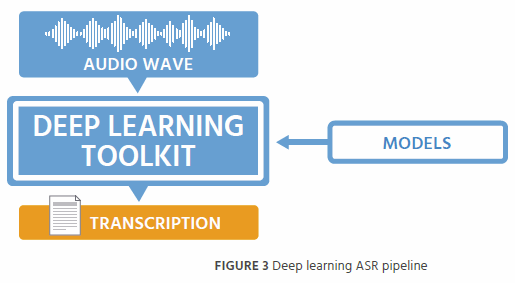 AUDIO WAVE
DEEP LEARNING
TOOLKIT
MODELS
TRANSCRIPTION
FIGURE 3 Deep learning ASR pipeline